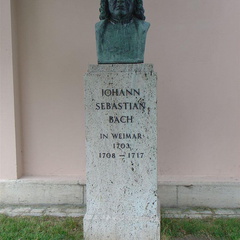 JOHANN
SEBASTIAN
BACH
IN WEIMAR
1703
1708 – 1717